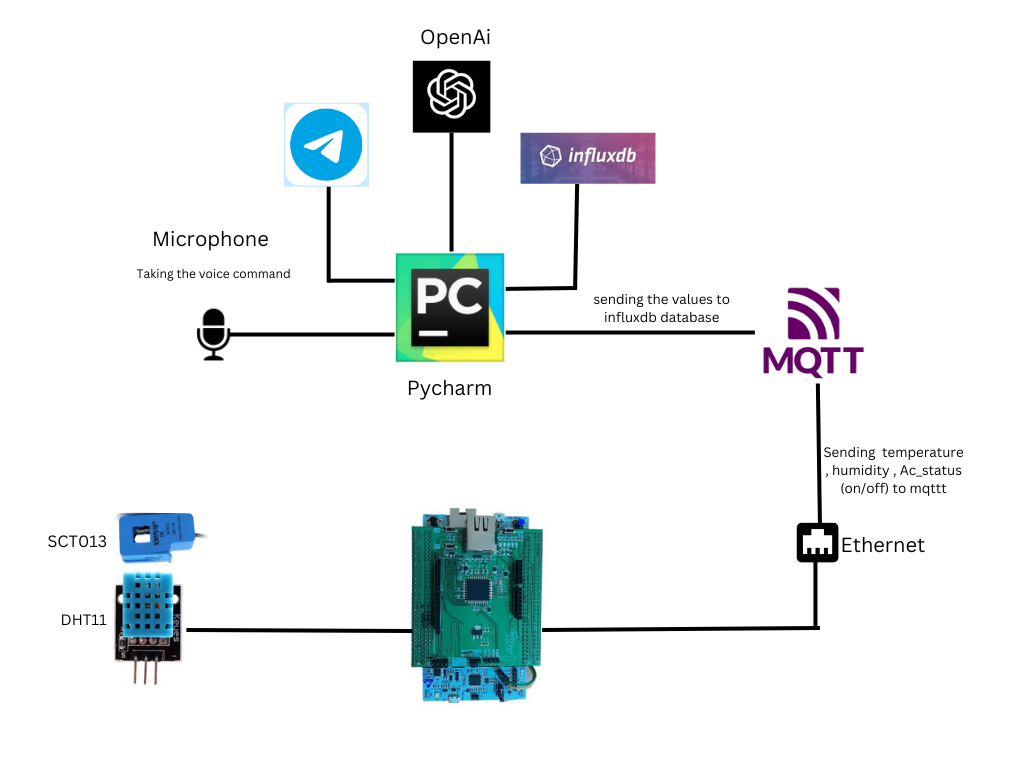 OpenAi
influxdb
Microphone
Taking the voice command
PC
sending the values to
influxdb database
MQTT
Pycharm
Sending temperature
, humidity , Ac_status
(on/off) to mqttt
SCT013
Ethernet
DHT11
Keyes
S